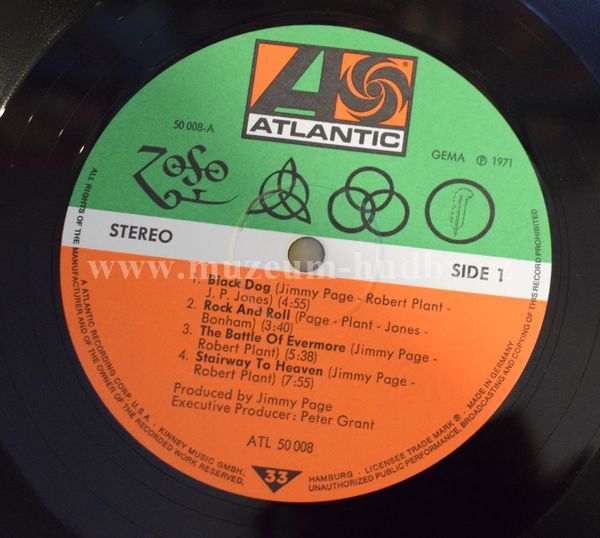 ATLANTIC
50 008-A
GEMA ℗ 1971
STEREO
SIDE 1
1. Black Dog (Jimmy Page - Robert Plant -
J. P. Jones) (4:55)
2. Rock And Roll (Page - Plant - Jones -
Bonham) (3:40)
3. The Battle Of Evermore (Jimmy Page -
Robert Plant) (5:38)
4. Stairway To Heaven (Jimmy Page -
Robert Plant) (7:55)
Produced by Jimmy Page
Executive Producer: Peter Grant
ATL 50 008
33
ALL RIGHTS OF THE MANUFACTURER AND OF THE OWNER OF THE RECORDED WORK RESERVED.
A ATLANTIC RECORDING CORP. U.S.A. · KINNEY MUSIC GMBH.
HAMBURG · LICENSEE TRADE MARK ® · MADE IN GERMANY
UNAUTHORIZED PUBLIC PERFORMANCE, BROADCASTING AND COPYING OF THIS RECORD PROHIBITED